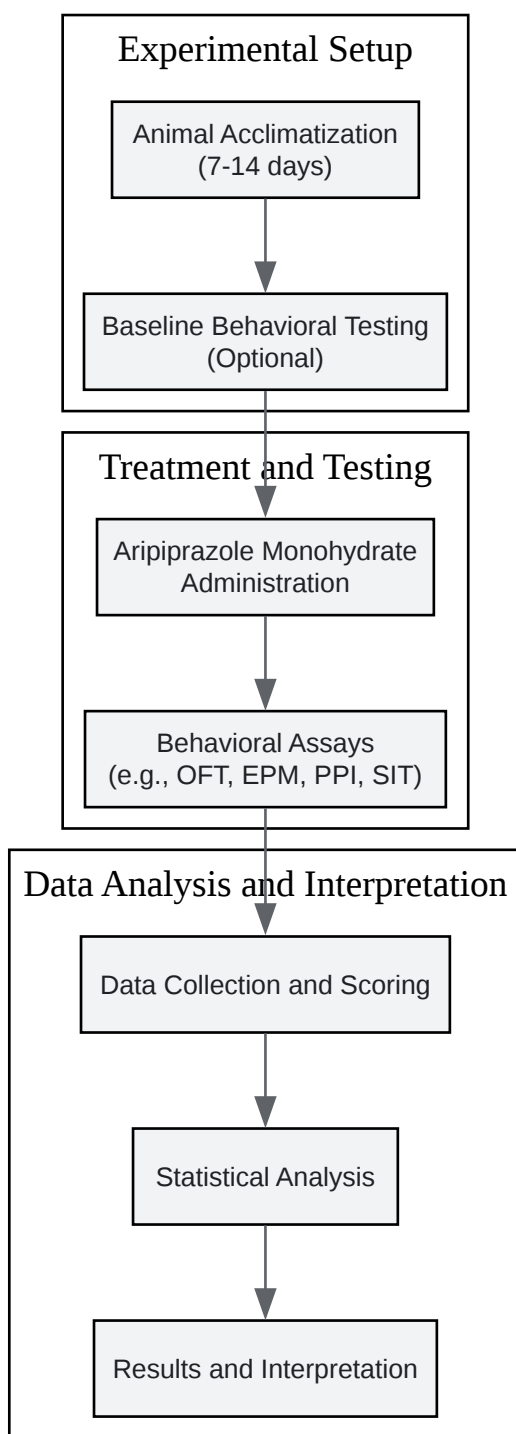 Experimental Setup
Animal Acclimatization
(7-14 days)
Baseline Behavioral Testing
(Optional)
Treatment and Testing
Aripiprazole Monohydrate
Administration
Behavioral Assays
(e.g., OFT, EPM, PPI, SIT)
Data Analysis and Interpretation
Data Collection and Scoring
Statistical Analysis
Results and Interpretation